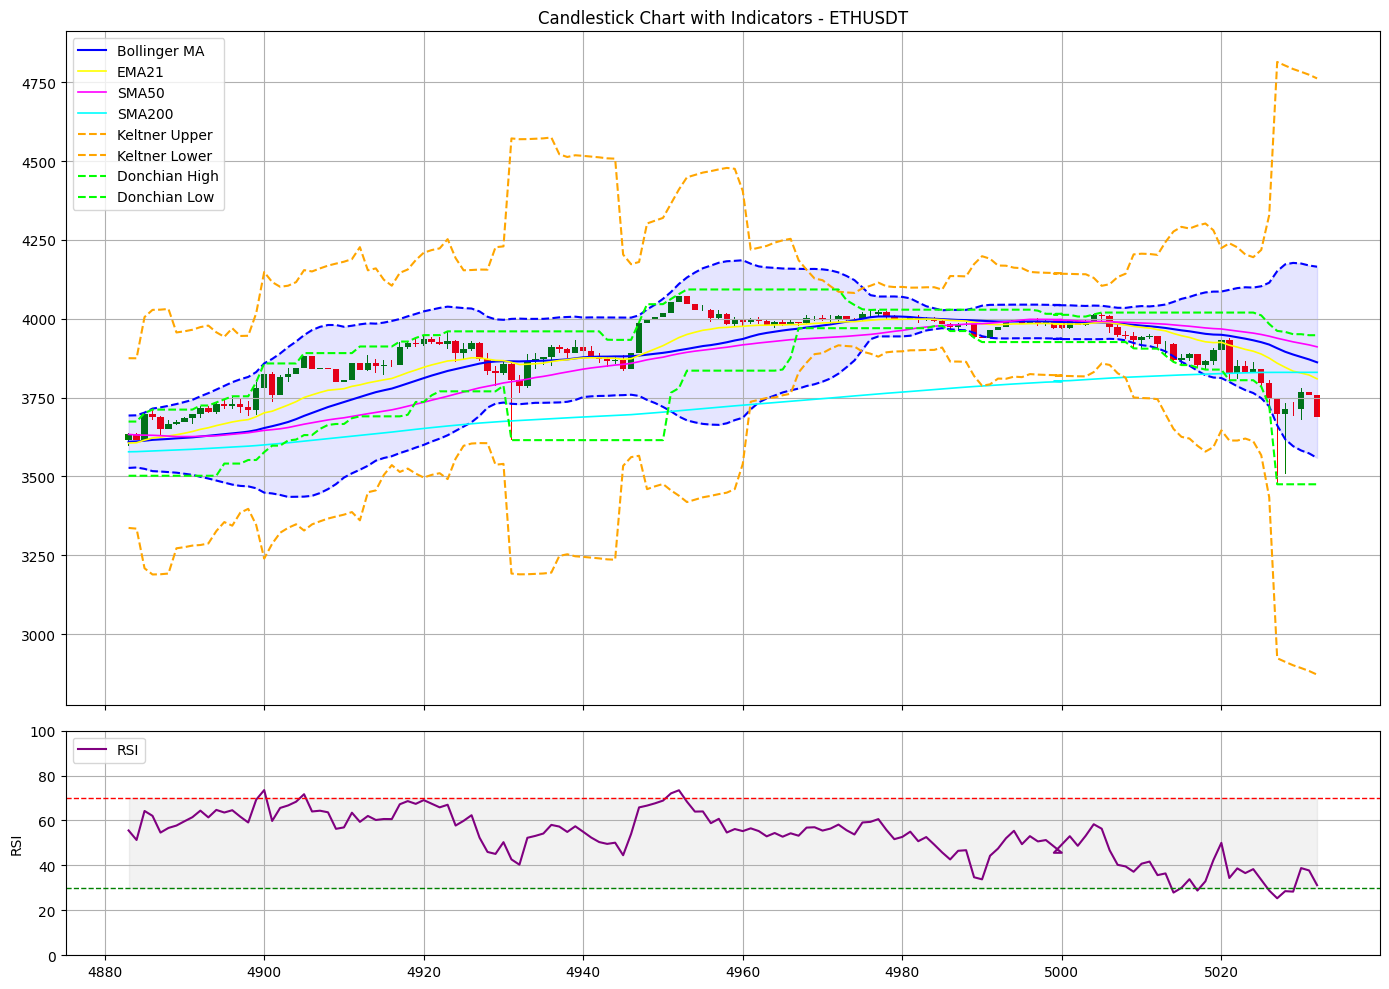 Candlestick Chart with Indicators - ETHUSDT
Bollinger MA
EMA21
SMA50
SMA200
Keltner Upper
Keltner Lower
Donchian High
Donchian Low
4750
4500
4250
4000
3750
3500
3250
3000
RSI
100
80
60
40
20
0
RSI
4880
4900
4920
4940
4960
4980
5000
5020